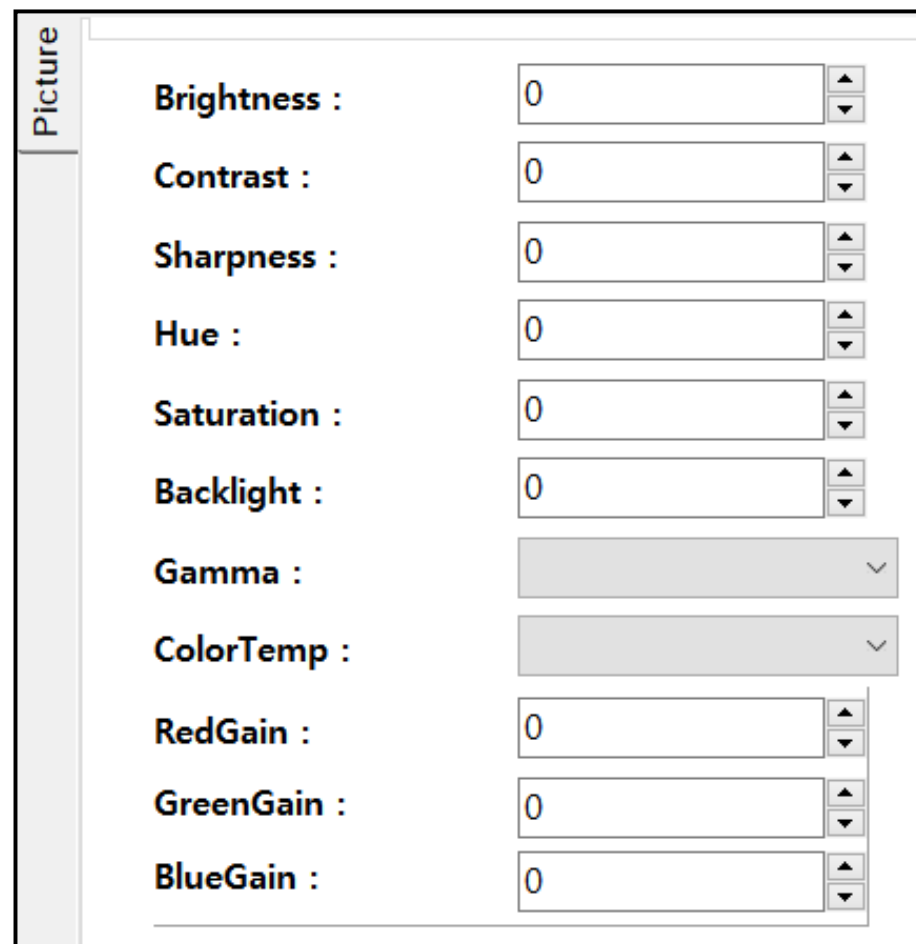 Picture
Brightness : 0
Contrast : 0
Sharpness : 0
Hue : 0
Saturation : 0
Backlight : 0
Gamma :
ColorTemp :
RedGain : 0
GreenGain : 0
BlueGain : 0